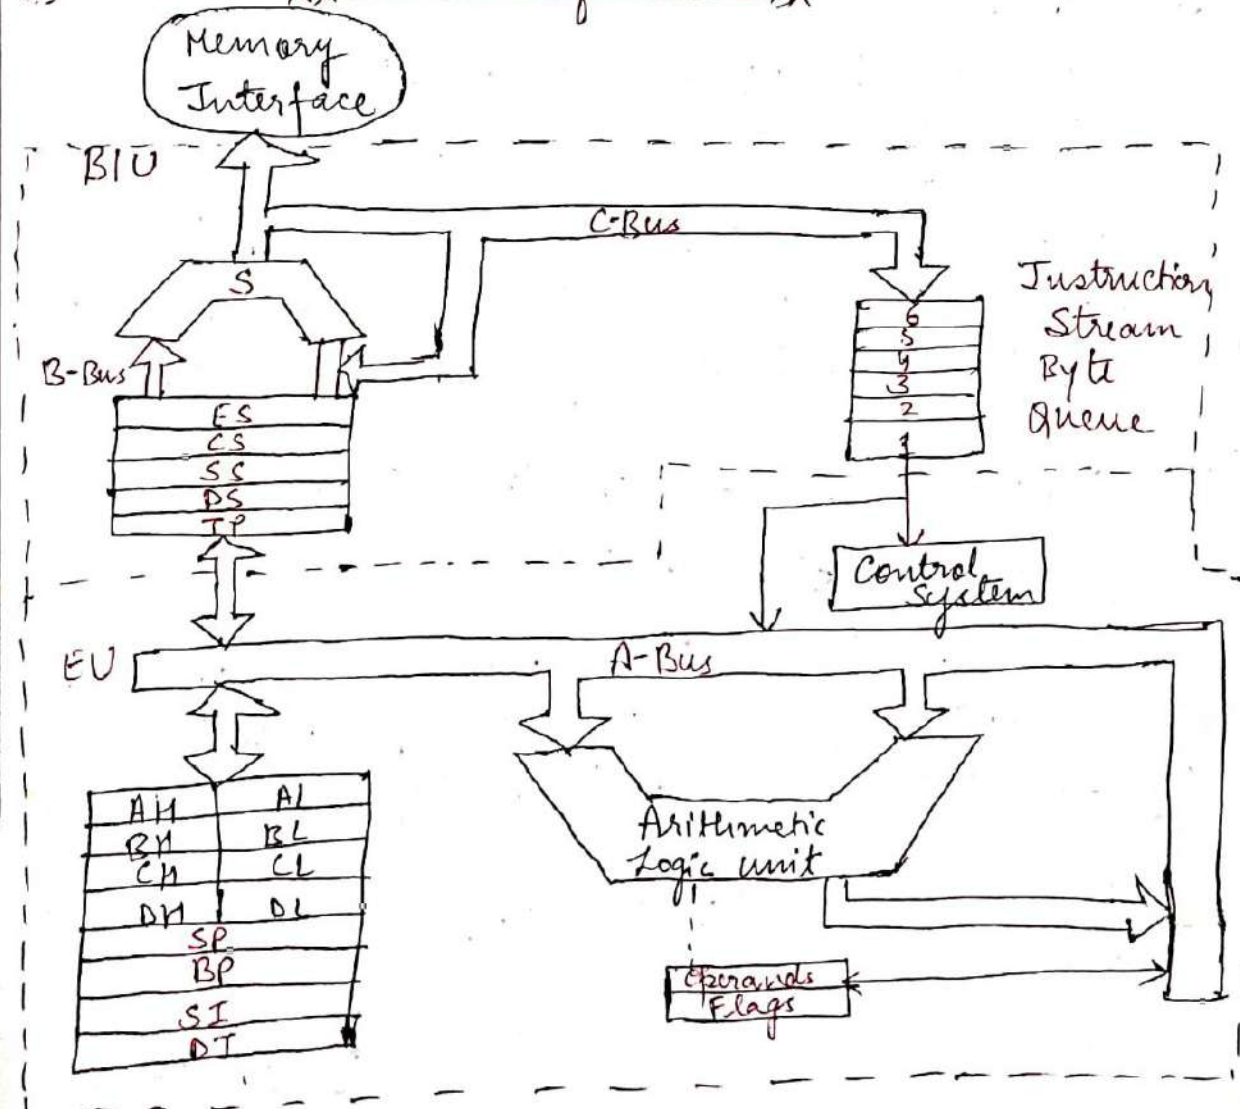 Memory
Interface
BIU
C-Bus
S
B-Bus
ES
CS
SS
DS
IP
6
5
4
3
2
1
Instruction
Stream
Byte
Queue
Control
System
EU
A-Bus
AH AL
BH BL
CH CL
DH DL
SP
BP
SI
DI
Arithmetic
Logic unit
Operands
Flags